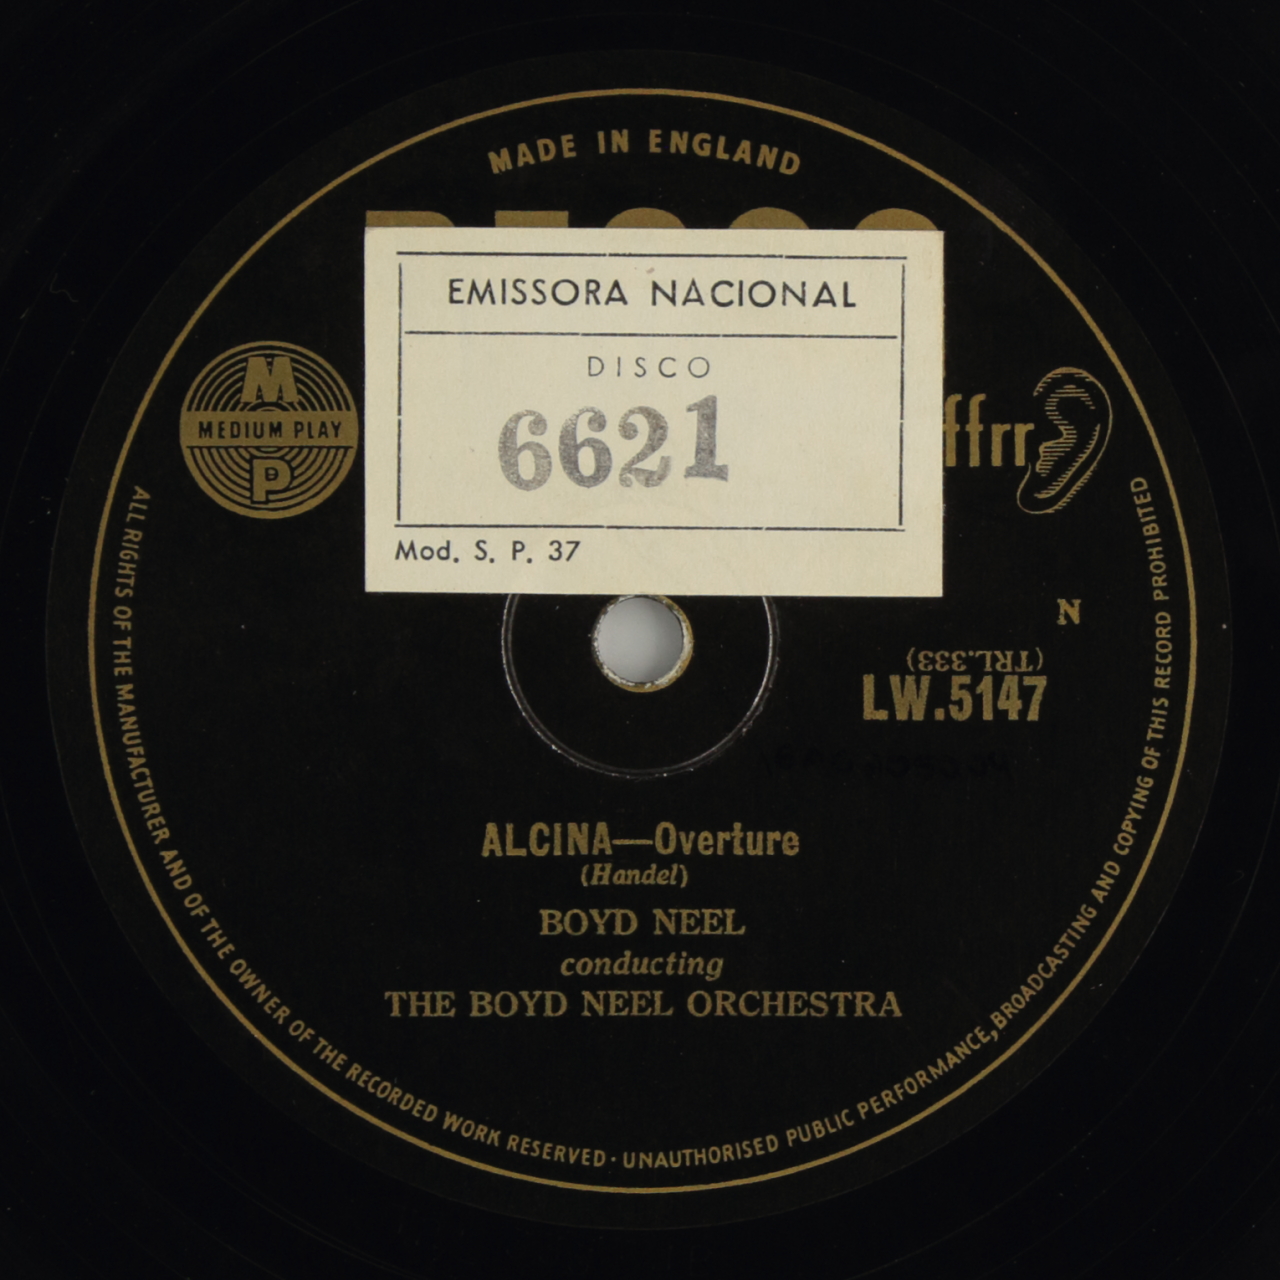 MADE IN ENGLAND
EMISSORA NACIONAL
DISCO
6621
Mod. S. P. 37
M
MEDIUM PLAY
P
ffrr
N
(TRL.333)
LW.5147
ALCINA—Overture
(Handel)
BOYD NEEL
conducting
THE BOYD NEEL ORCHESTRA
ALL RIGHTS OF THE MANUFACTURER AND OF THE OWNER OF THE RECORDED WORK RESERVED · UNAUTHORISED PUBLIC PERFORMANCE, BROADCASTING AND COPYING OF THIS RECORD PROHIBITED